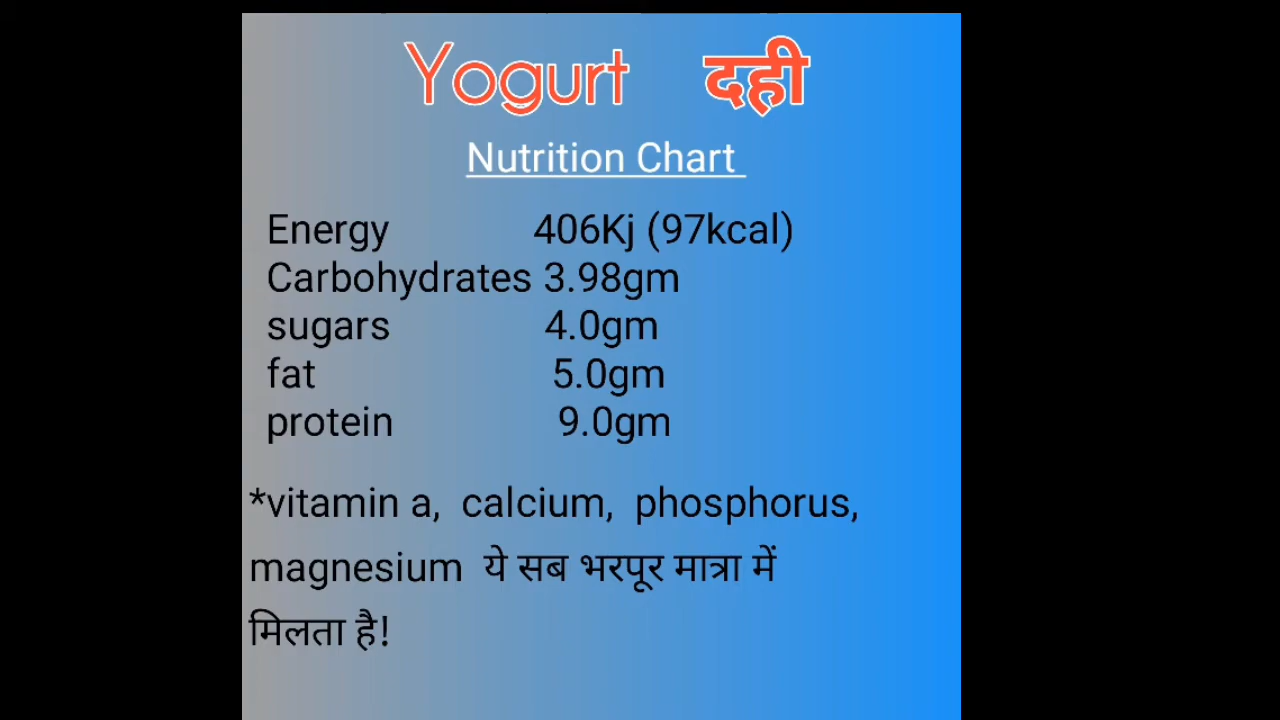 Yogurt दही
Nutrition Chart
Energy 406Kj (97kcal)
Carbohydrates 3.98gm
sugars 4.0gm
fat 5.0gm
protein 9.0gm
*vitamin a, calcium, phosphorus,
magnesium ये सब भरपूर मात्रा में
मिलता है!